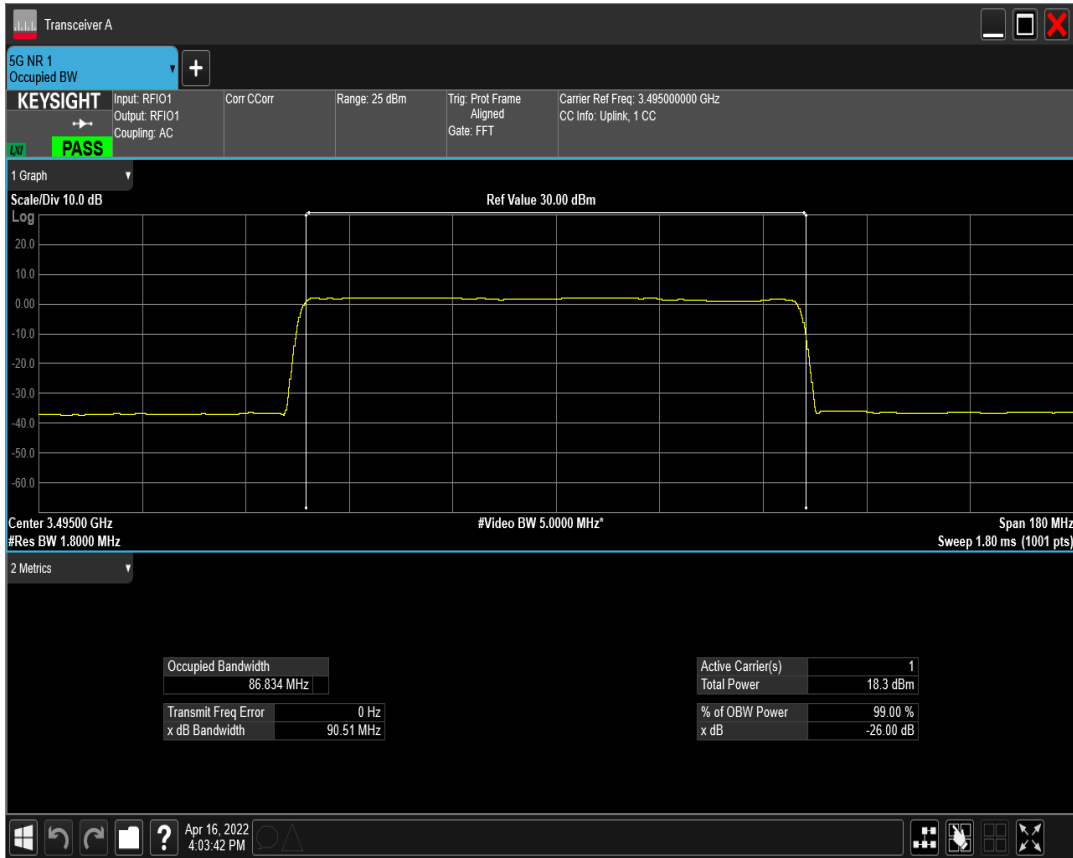 Transceiver A
5G NR 1
Occupied BW
KEYSIGHT
LXI
PASS
Input: RFIO1
Output: RFIO1
Coupling: AC
Corr CCorr
Range: 25 dBm
Trig: Prot Frame
Aligned
Gate: FFT
Carrier Ref Freq: 3.495000000 GHz
CC Info: Uplink, 1 CC
1 Graph
Scale/Div 10.0 dB
Ref Value 30.00 dBm
Log
20.0
10.0
0.00
-10.0
-20.0
-30.0
-40.0
-50.0
-60.0
Center 3.49500 GHz
#Video BW 5.0000 MHz*
Span 180 MHz
#Res BW 1.8000 MHz
Sweep 1.80 ms (1001 pts)
2 Metrics
Occupied Bandwidth
86.834 MHz
Transmit Freq Error 0 Hz
x dB Bandwidth 90.51 MHz
Active Carrier(s) 1
Total Power 18.3 dBm
% of OBW Power 99.00 %
x dB -26.00 dB
Apr 16, 2022
4:03:42 PM